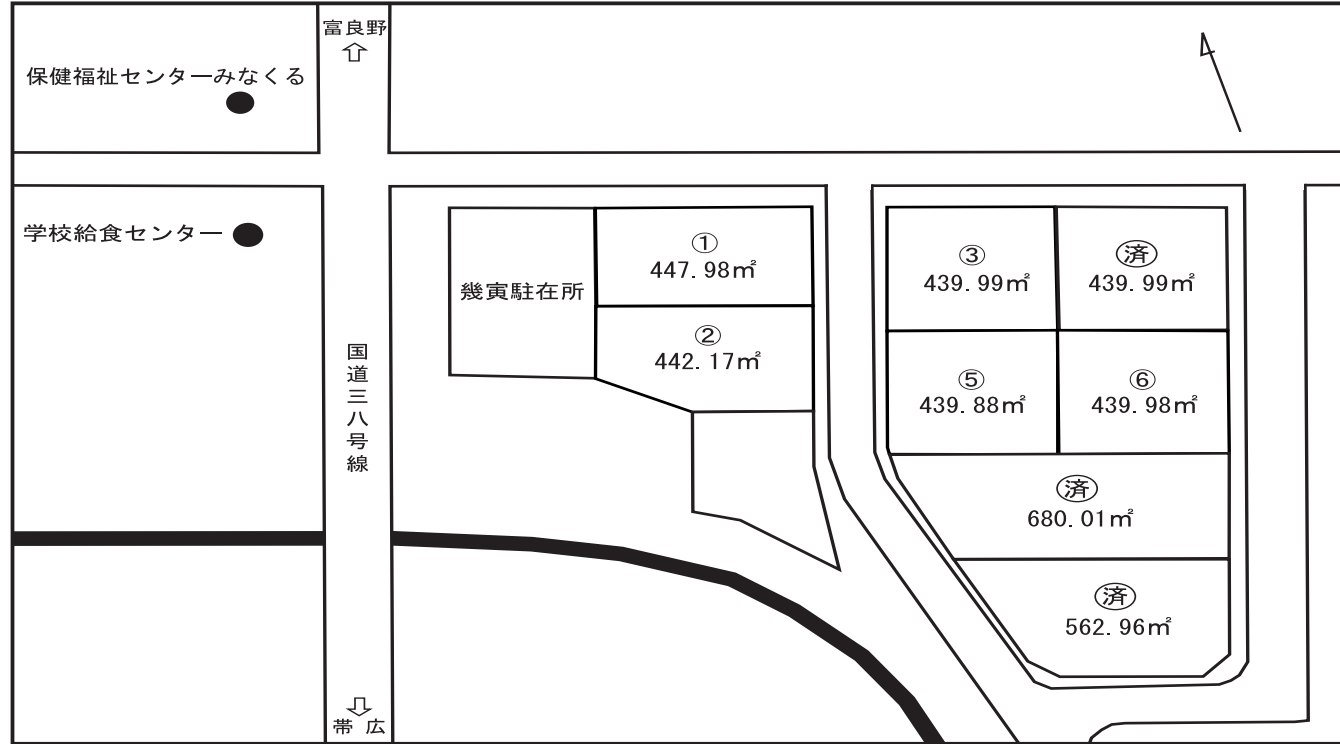 富良野
保健福祉センターみなくる
学校給食センター
国道三八号線
帯広
幾寅駐在所
①
447.98㎡
②
442.17㎡
③
439.99㎡
済
439.99㎡
⑤
439.88㎡
⑥
439.98㎡
済
680.01㎡
済
562.96㎡